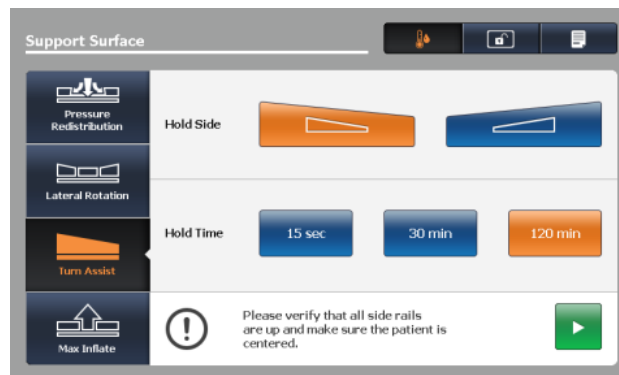 Support Surface
Pressure
Redistribution
Hold Side
Lateral Rotation
Hold Time
15 sec
30 min
120 min
Turn Assist
Please verify that all side rails
are up and make sure the patient is
centered.
Max Inflate